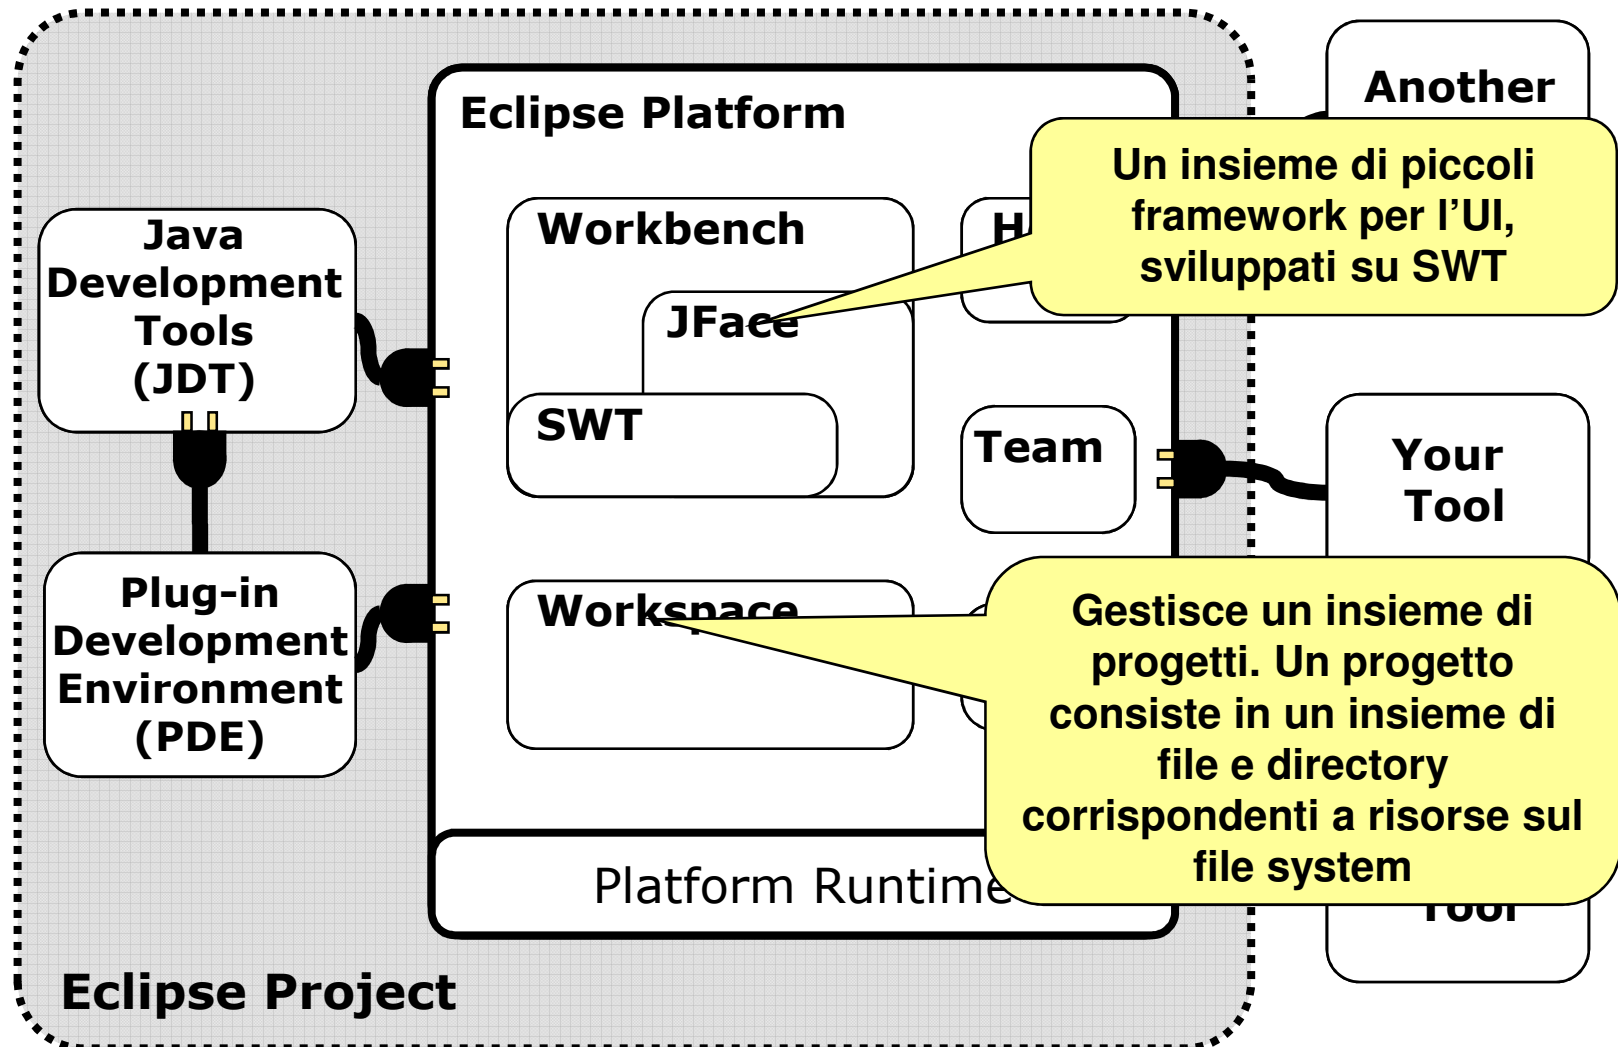 Another
Eclipse Platform
Un insieme di piccoli
framework per l’UI,
sviluppati su SWT
Java
Development
Tools
(JDT)
Workbench
JFace
SWT
Team
Your
Tool
Plug-in
Development
Environment
(PDE)
Workspace
Gestisce un insieme di
progetti. Un progetto
consiste in un insieme di
file e directory
corrispondenti a risorse sul
file system
Platform Runtime
Tool
Eclipse Project